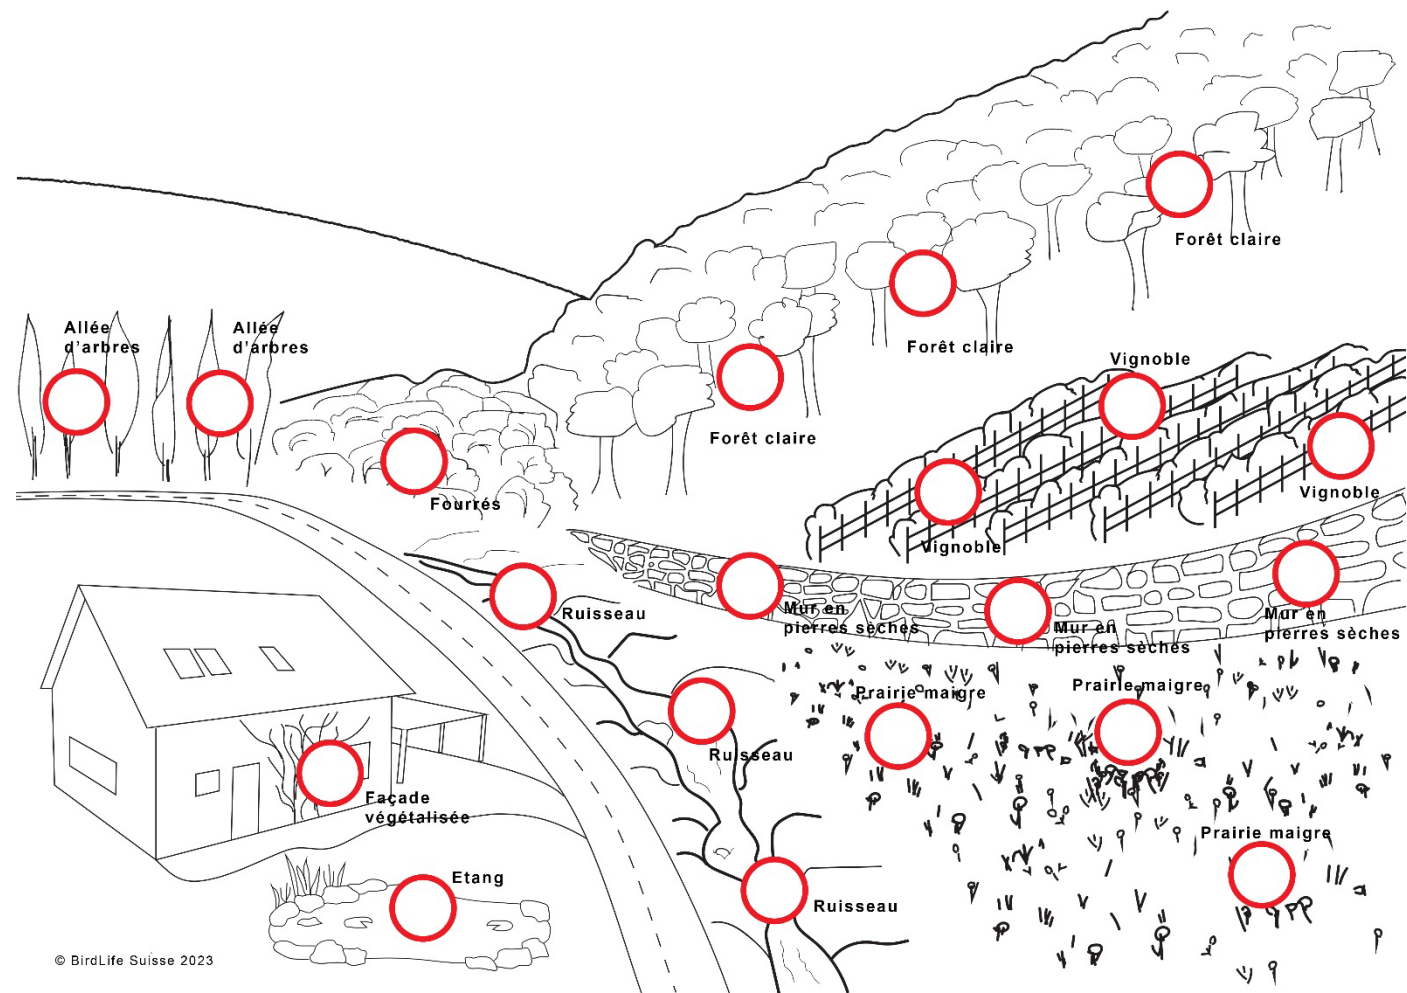 Forêt claire
Allée
d'arbres
Allée
d'arbres
Forêt claire
Vignoble
Forêt claire
Vignoble
Fourrés
Vignoble
Ruisseau
Mur en
pierres sèches
Mur en
pierres sèches
Mur en
pierres sèches
Prairie maigre
Prairie maigre
Ruisseau
Façade
végétalisée
Prairie maigre
Etang
Ruisseau
© BirdLife Suisse 2023